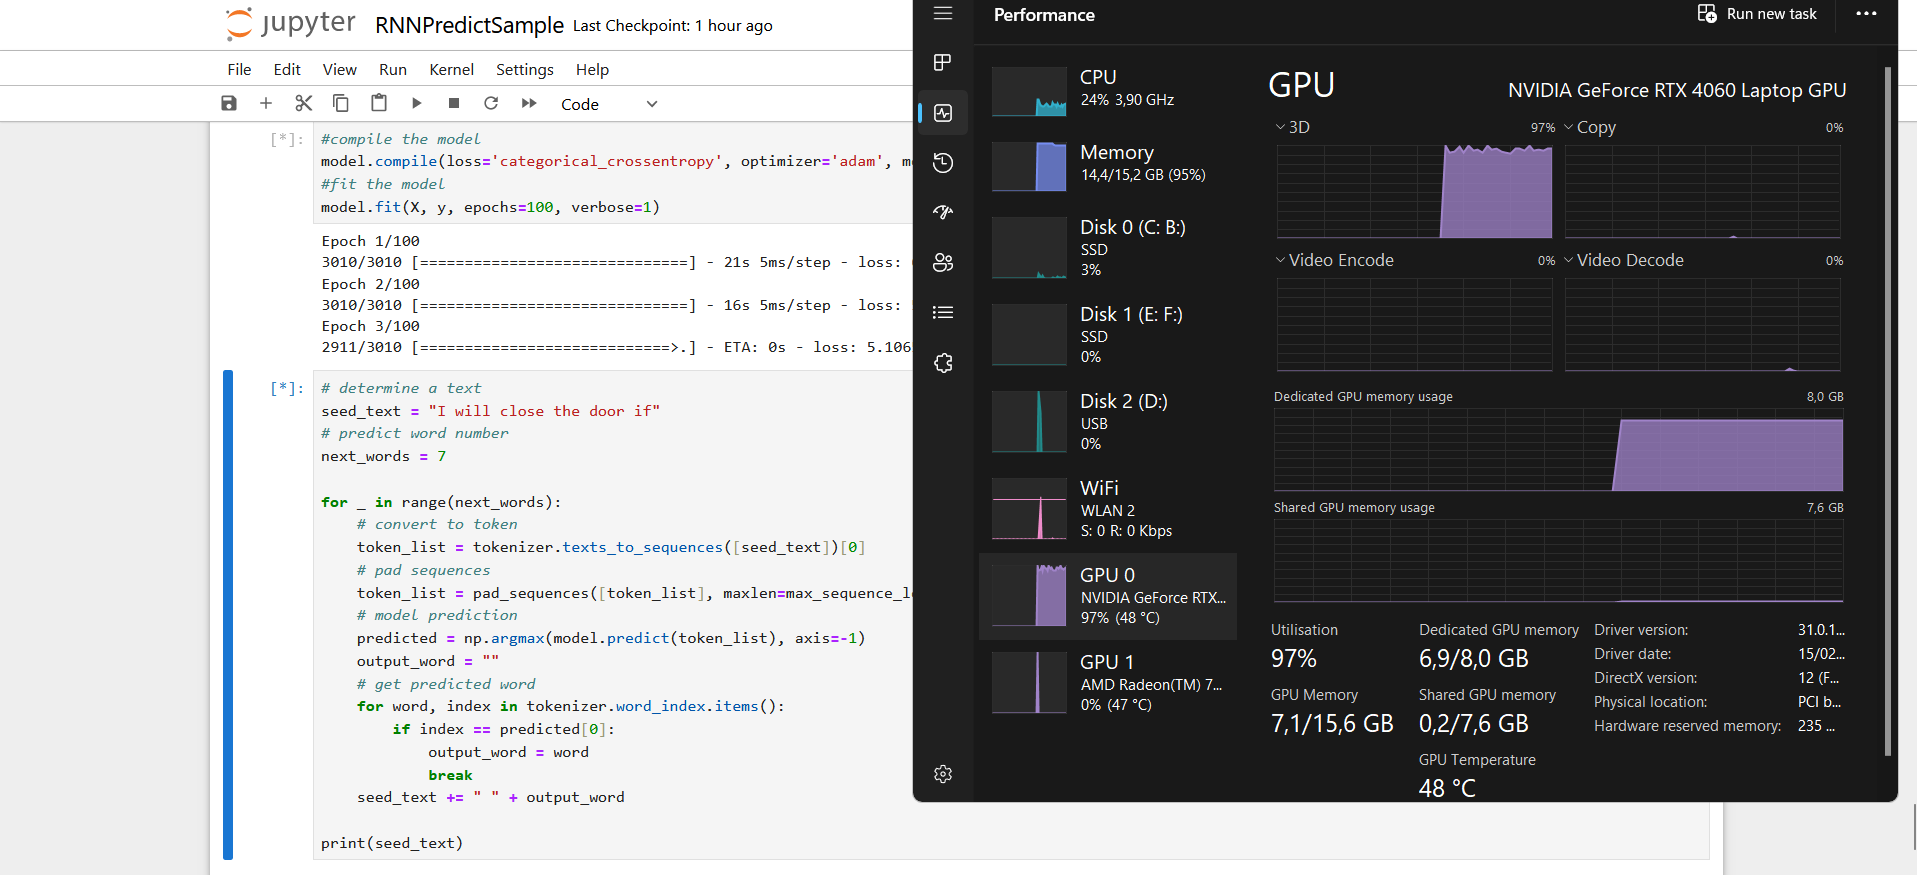 jupyter RNNPredictSample Last Checkpoint: 1 hour ago
File Edit View Run Kernel Settings Help
Code
[*]: #compile the model
model.compile(loss='categorical_crossentropy', optimizer='adam',
#fit the model
model.fit(X, y, epochs=100, verbose=1)
Epoch 1/100
3010/3010 [==============================] - 21s 5ms/step - loss:
Epoch 2/100
3010/3010 [==============================] - 16s 5ms/step - loss:
Epoch 3/100
2911/3010 [============================>.] - ETA: 0s - loss: 5.106
[*]: # determine a text
seed_text = "I will close the door if"
# predict word number
next_words = 7
for _ in range(next_words):
# convert to token
token_list = tokenizer.texts_to_sequences([seed_text])[0]
# pad sequences
token_list = pad_sequences([token_list], maxlen=max_sequence_l
# model prediction
predicted = np.argmax(model.predict(token_list), axis=-1)
output_word = ""
# get predicted word
for word, index in tokenizer.word_index.items():
if index == predicted[0]:
output_word = word
break
seed_text += " " + output_word
print(seed_text)
Performance
Run new task
CPU
24% 3,90 GHz
Memory
14,4/15,2 GB (95%)
Disk 0 (C: B:)
SSD
3%
Disk 1 (E: F:)
SSD
0%
Disk 2 (D:)
USB
0%
WiFi
WLAN 2
S: 0 R: 0 Kbps
GPU 0
NVIDIA GeForce RTX...
97% (48 °C)
GPU 1
AMD Radeon(TM) 7...
0% (47 °C)
GPU NVIDIA GeForce RTX 4060 Laptop GPU
3D 97% Copy 0%
Video Encode 0% Video Decode 0%
Dedicated GPU memory usage 8,0 GB
Shared GPU memory usage 7,6 GB
Utilisation
97%
GPU Memory
7,1/15,6 GB
Dedicated GPU memory
6,9/8,0 GB
Shared GPU memory
0,2/7,6 GB
GPU Temperature
48 °C
Driver version: 31.0.1...
Driver date: 15/02...
DirectX version: 12 (F...
Physical location: PCI b...
Hardware reserved memory: 235 ...